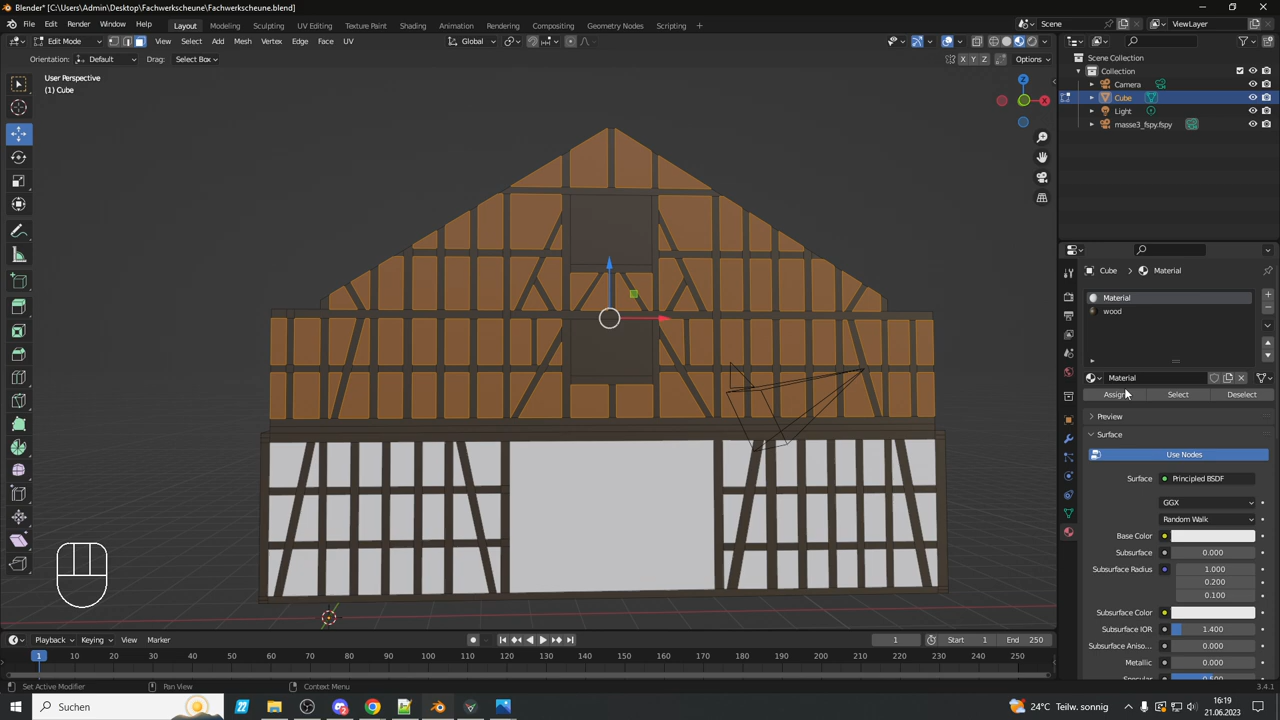 Blender* [C:\Users\Admin\Desktop\Fachwerkscheune\Fachwerkscheune.blend]
File Edit Render Window Help Layout Modeling Sculpting UV Editing Texture Paint Shading Animation Rendering Compositing Geometry Nodes Scripting + Scene ViewLayer
Edit Mode View Select Add Mesh Vertex Edge Face UV Global
Orientation: Default Drag: Select Box X Y Z Options
User Perspective
(1) Cube
Z
X
Scene Collection
Collection
Camera
Cube
Light
masse3_fspy.fspy
Cube Material
Material
wood
Material
Assign Select Deselect
Preview
Surface
Use Nodes
Surface Principled BSDF
GGX
Random Walk
Base Color
Subsurface 0.000
Subsurface Radius 1.000
0.200
0.100
Subsurface Color
Subsurface IOR 1.400
Subsurface Aniso... 0.000
Metallic 0.000
Specular 0.500
Playback Keying View Marker 1 Start 1 End 250
1 10 20 30 40 50 60 70 80 90 100 110 120 130 140 150 160 170 180 190 200 210 220 230 240 250
Set Active Modifier Pan View Context Menu 3.4.1
Suchen 24°C Teilw. sonnig 16:19
21.06.2023